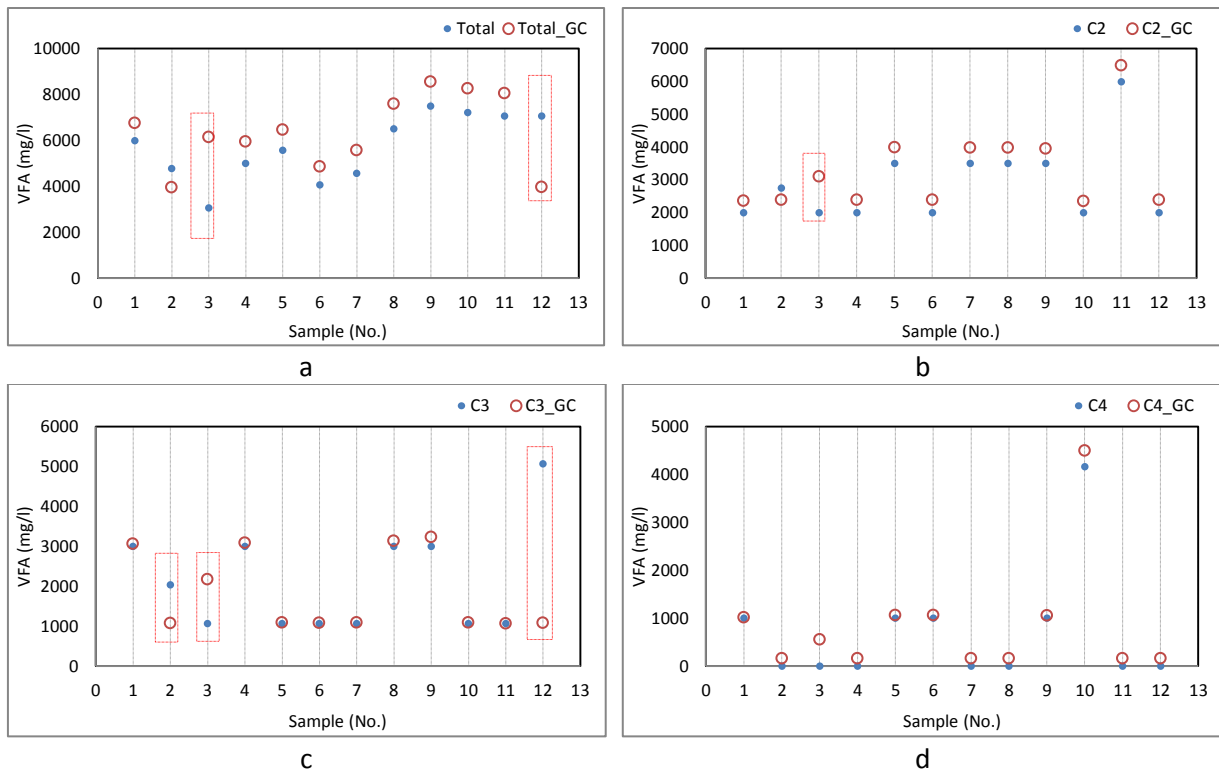 Total Total_GC
10000
8000
6000
4000
2000
0
VFA (mg/l)
0 1 2 3 4 5 6 7 8 9 10 11 12 13
Sample (No.)
a
C2 C2_GC
7000
6000
5000
4000
3000
2000
1000
0
VFA (mg/l)
0 1 2 3 4 5 6 7 8 9 10 11 12 13
Sample (No.)
b
C3 C3_GC
6000
5000
4000
3000
2000
1000
0
VFA (mg/l)
0 1 2 3 4 5 6 7 8 9 10 11 12 13
Sample (No.)
c
C4 C4_GC
5000
4000
3000
2000
1000
0
VFA (mg/l)
0 1 2 3 4 5 6 7 8 9 10 11 12 13
Sample (No.)
d